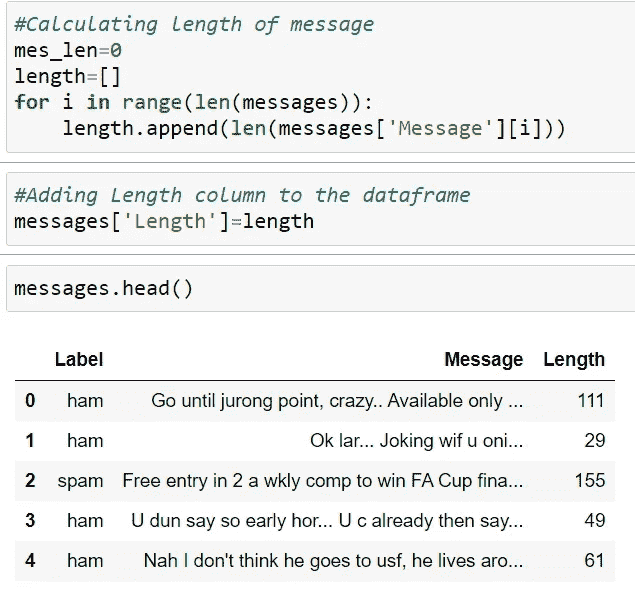 #Calculating length of message
mes_len=0
length=[]
for i in range(len(messages)):
    length.append(len(messages['Message'][i]))
#Adding Length column to the dataframe
messages['Length']=length
messages.head()
Label Message Length
0 ham Go until jurong point, crazy.. Available only ... 111
1 ham Ok lar... Joking wif u oni... 29
2 spam Free entry in 2 a wkly comp to win FA Cup fina... 155
3 ham U dun say so early hor... U c already then say... 49
4 ham Nah I don't think he goes to usf, he lives aro... 61